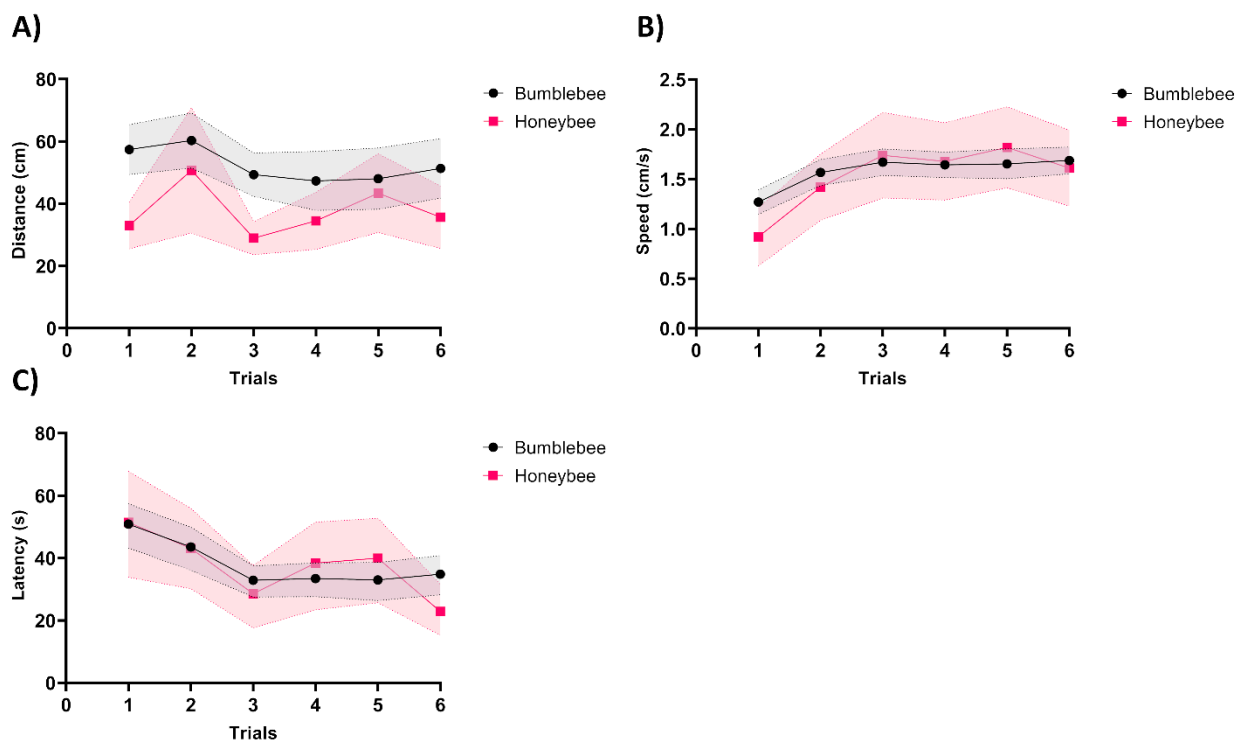 A)
Distance (cm)
80
60
40
20
0
0 1 2 3 4 5 6
Trials
Bumblebee
Honeybee
B)
Speed (cm/s)
2.5
2.0
1.5
1.0
0.5
0.0
0 1 2 3 4 5 6
Trials
Bumblebee
Honeybee
C)
Latency (s)
80
60
40
20
0
0 1 2 3 4 5 6
Trials
Bumblebee
Honeybee